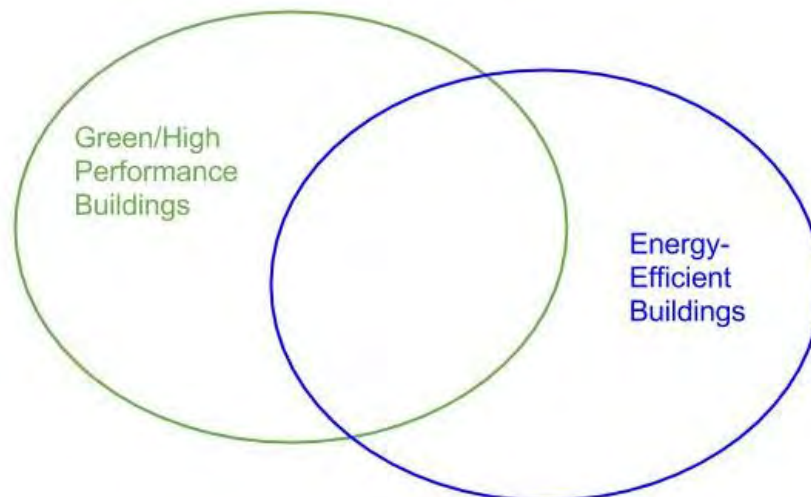 Green/High
Performance
Buildings
Energy-
Efficient
Buildings